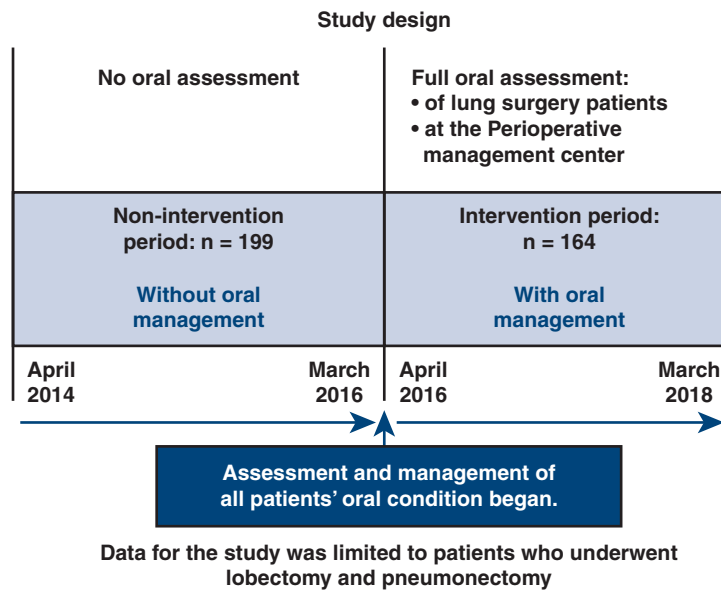 Study design
No oral assessment
Full oral assessment:
• of lung surgery patients
• at the Perioperative
management center
Non-intervention
period: n = 199
Without oral
management
Intervention period:
n = 164
With oral
management
April
2014
March
2016
April
2016
March
2018
Assessment and management of
all patients’ oral condition began.
Data for the study was limited to patients who underwent
lobectomy and pneumonectomy